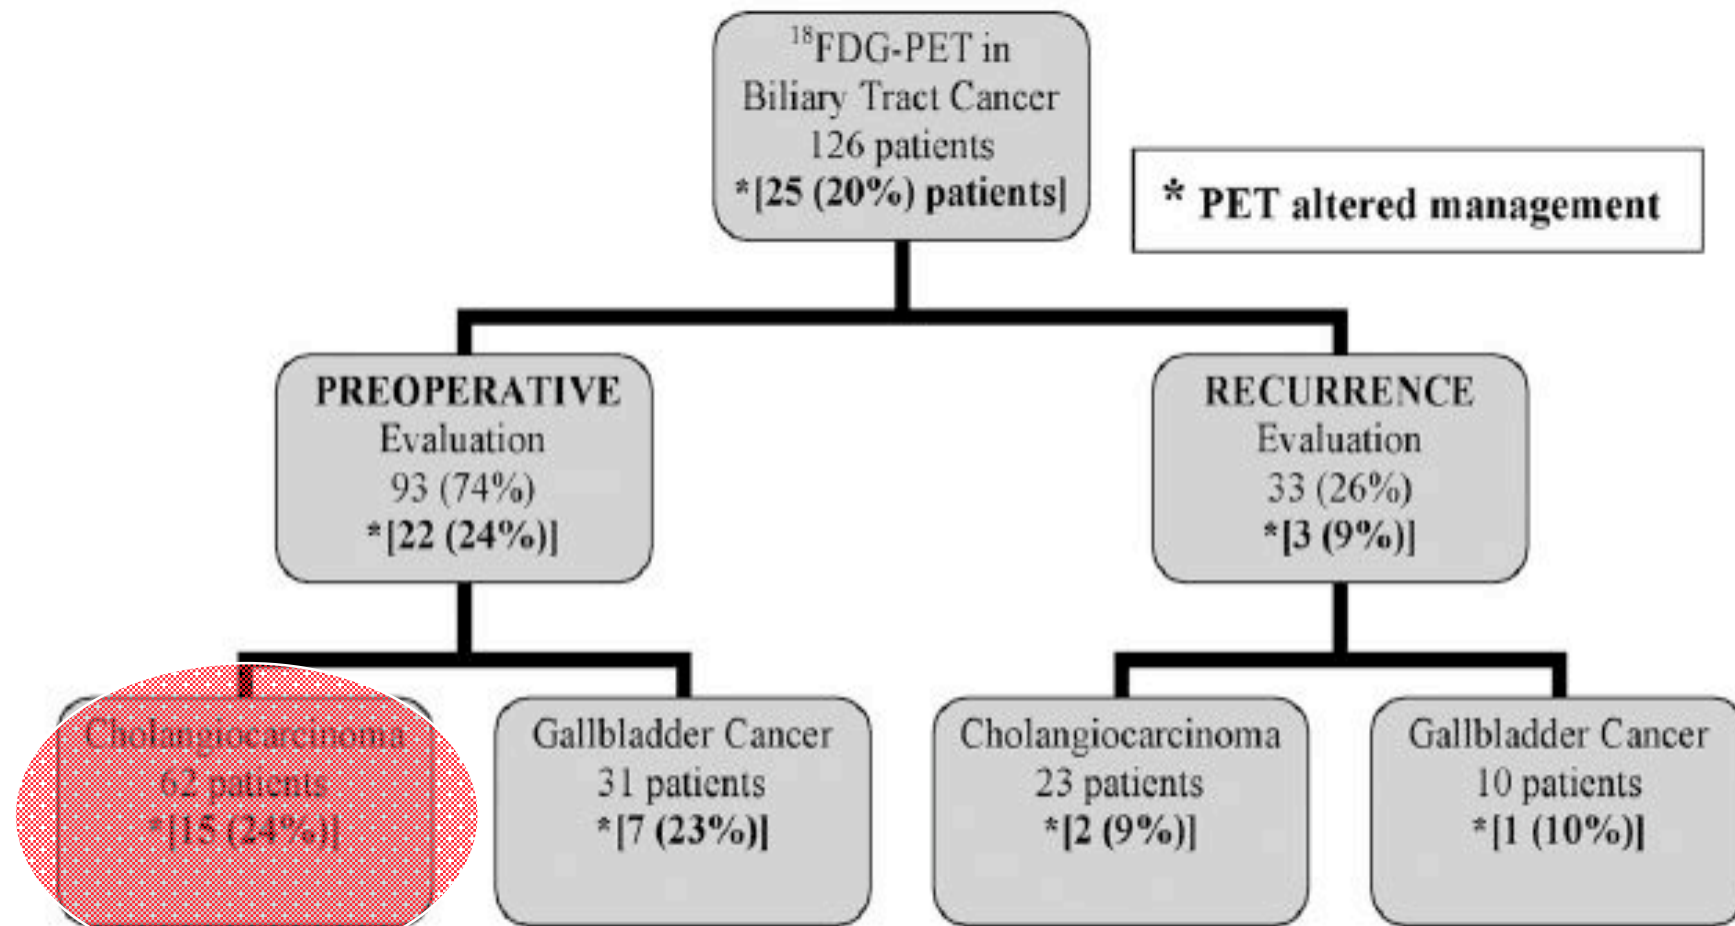 ¹⁸FDG-PET in
Biliary Tract Cancer
126 patients
*[25 (20%) patients]
* PET altered management
PREOPERATIVE
Evaluation
93 (74%)
*[22 (24%)]
RECURRENCE
Evaluation
33 (26%)
*[3 (9%)]
Cholangiocarcinoma
62 patients
*[15 (24%)]
Gallbladder Cancer
31 patients
*[7 (23%)]
Cholangiocarcinoma
23 patients
*[2 (9%)]
Gallbladder Cancer
10 patients
*[1 (10%)]